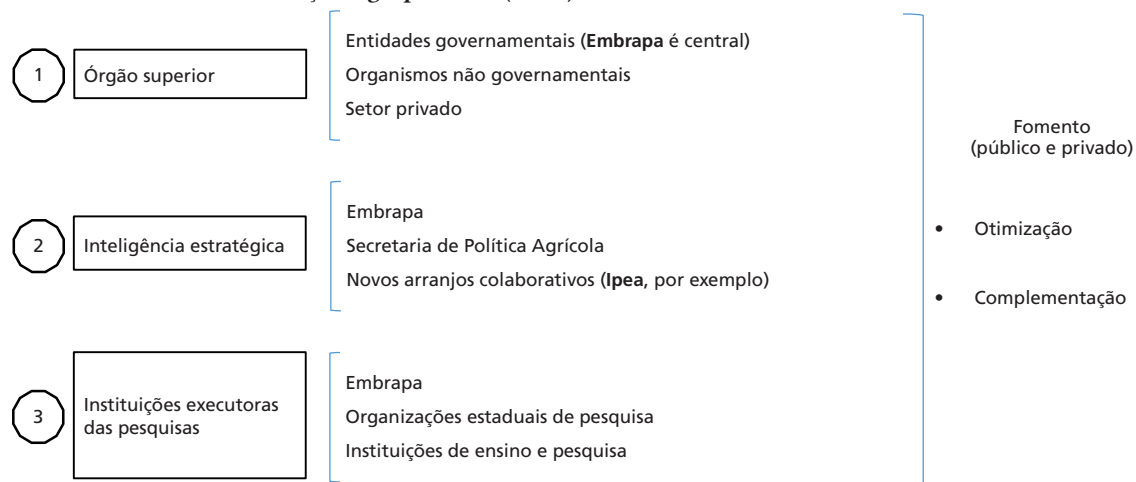 1
Órgão superior
Entidades governamentais (Embrapa é central)
Organismos não governamentais
Setor privado
2
Inteligência estratégica
Embrapa
Secretaria de Política Agrícola
Novos arranjos colaborativos (Ipea, por exemplo)
3
Instituições executoras
das pesquisas
Embrapa
Organizações estaduais de pesquisa
Instituições de ensino e pesquisa
Fomento
(público e privado)
• Otimização
• Complementação